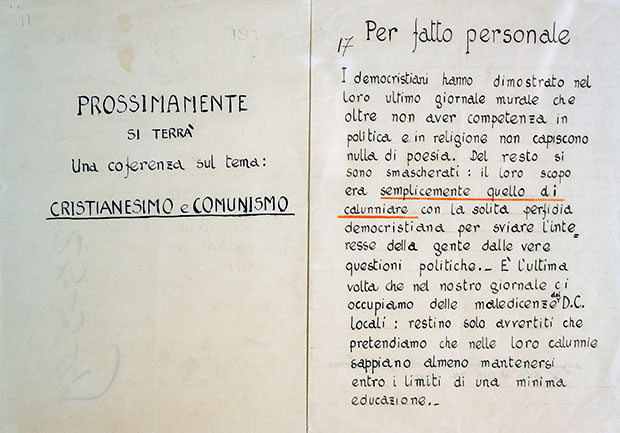 11
PROSSIMAMENTE
SI TERRÀ
Una coferenza sul tema:
CRISTIANESIMO e COMUNISMO
17 Per fatto personale
I democristiani hanno dimostrato nel
loro ultimo giornale murale che
oltre non aver competenza in
politica e in religione non capiscono
nulla di poesia. Del resto si
sono smascherati: il loro scopo
era semplicemente quello di
calunniare con la solita perfidia
democristiana per sviare l'inte=
resse della gente dalle vere
questioni politiche._ È l'ultima
volta che nel nostro giornale ci
occupiamo delle maledicenze dei D.C.
locali: restino solo avvertiti che
pretendiamo che nelle loro calunnie
sappiano almeno mantenersi
entro i limiti di una minima
educazione._